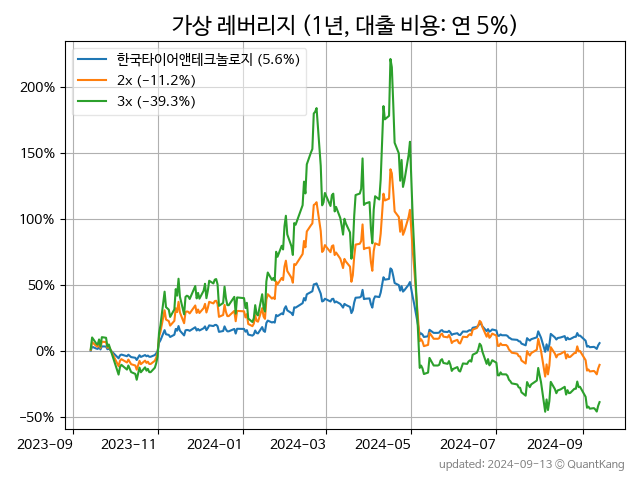 가상 레버리지 (1년, 대출 비용: 연 5%)
한국타이어앤테크놀로지 (5.6%)
2x (−11.2%)
3x (−39.3%)
200%
150%
100%
50%
0%
−50%
2023-09
2023-11
2024-01
2024-03
2024-05
2024-07
2024-09
updated: 2024-09-13 © QuantKang